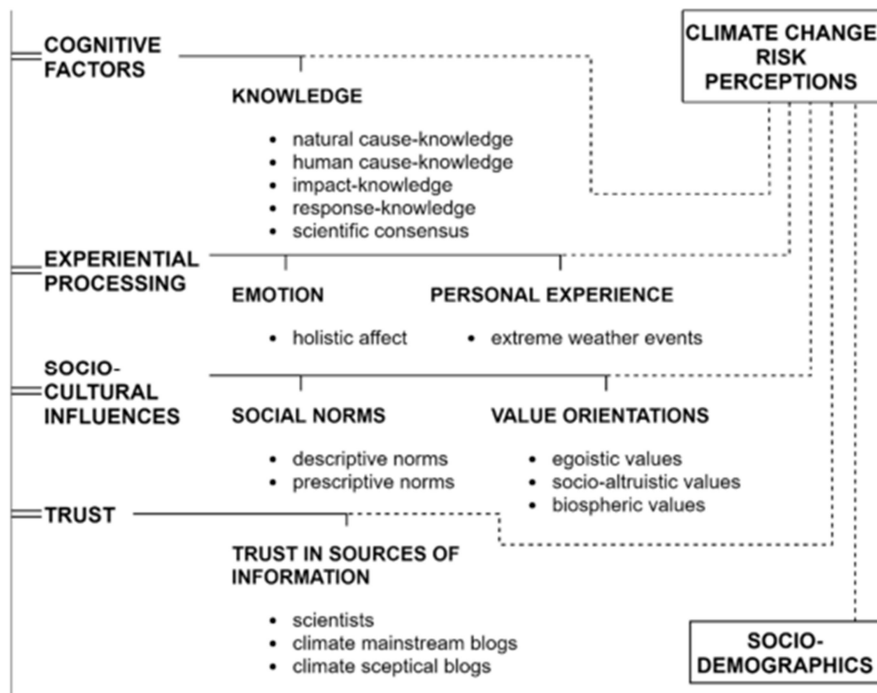 COGNITIVE
FACTORS
CLIMATE CHANGE
RISK
PERCEPTIONS
KNOWLEDGE
• natural cause-knowledge
• human cause-knowledge
• impact-knowledge
• response-knowledge
• scientific consensus
EXPERIENTIAL
PROCESSING
EMOTION
• holistic affect
PERSONAL EXPERIENCE
• extreme weather events
SOCIO-
CULTURAL
INFLUENCES
SOCIAL NORMS
• descriptive norms
• prescriptive norms
VALUE ORIENTATIONS
• egoistic values
• socio-altruistic values
• biospheric values
TRUST
TRUST IN SOURCES OF
INFORMATION
• scientists
• climate mainstream blogs
• climate sceptical blogs
SOCIO-
DEMOGRAPHICS